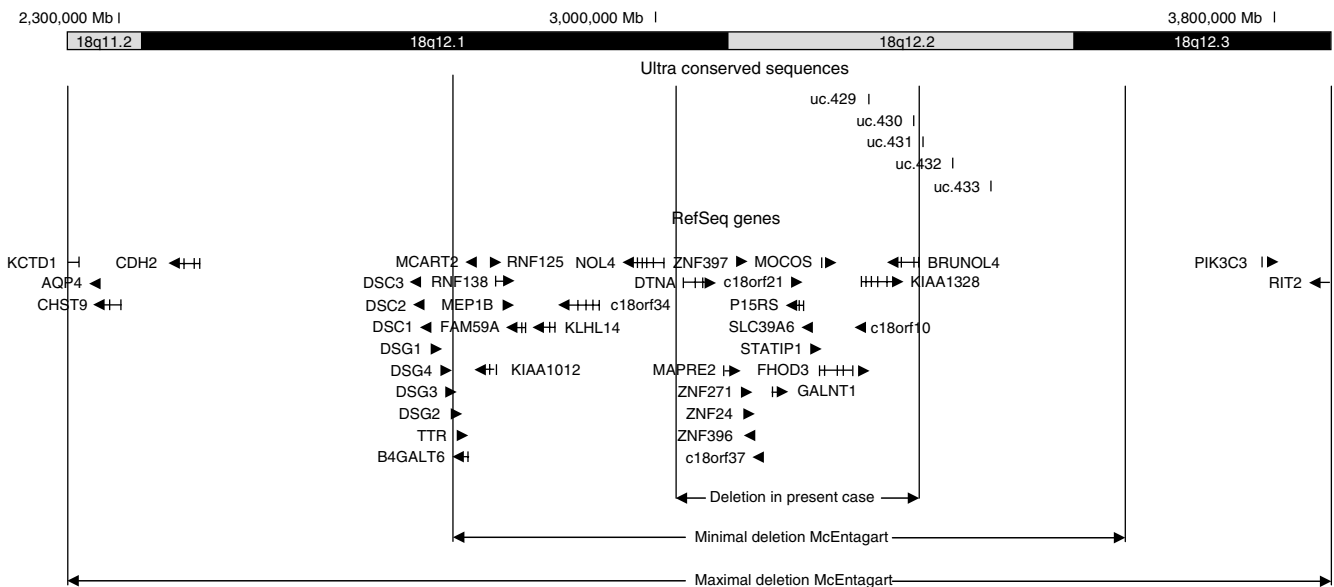 2,300,000 Mb 3,000,000 Mb 3,800,000 Mb
18q11.2 18q12.1 18q12.2 18q12.3
Ultra conserved sequences
uc.429
uc.430
uc.431
uc.432
uc.433
RefSeq genes
KCTD1 CDH2 MCART2 RNF125 NOL4 ZNF397 MOCOS BRUNOL4 PIK3C3
AQP4 DSC3 RNF138 DTNA c18orf21 KIAA1328 RIT2
CHST9 DSC2 MEP1B c18orf34 P15RS
DSC1 FAM59A KLHL14 SLC39A6 c18orf10
DSG1 STATIP1
DSG4 KIAA1012 MAPRE2 FHOD3
DSG3 ZNF271 GALNT1
DSG2 ZNF24
TTR ZNF396
B4GALT6 c18orf37
Deletion in present case
Minimal deletion McEntagart
Maximal deletion McEntagart